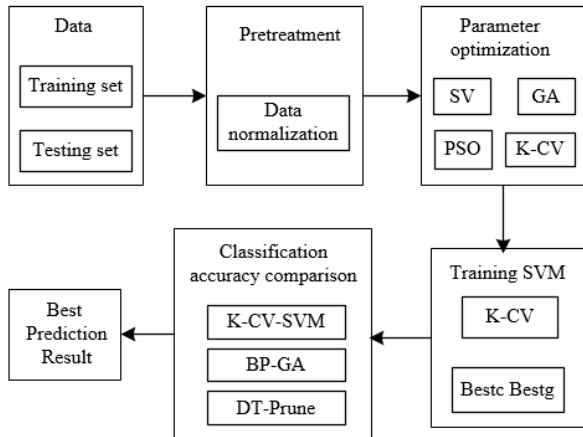 Data
Training set
Testing set
Pretreatment
Data
normalization
Parameter
optimization
SV
GA
PSO
K-CV
Training SVM
K-CV
Bestc Bestg
Classification
accuracy comparison
K-CV-SVM
BP-GA
DT-Prune
Best
Prediction
Result